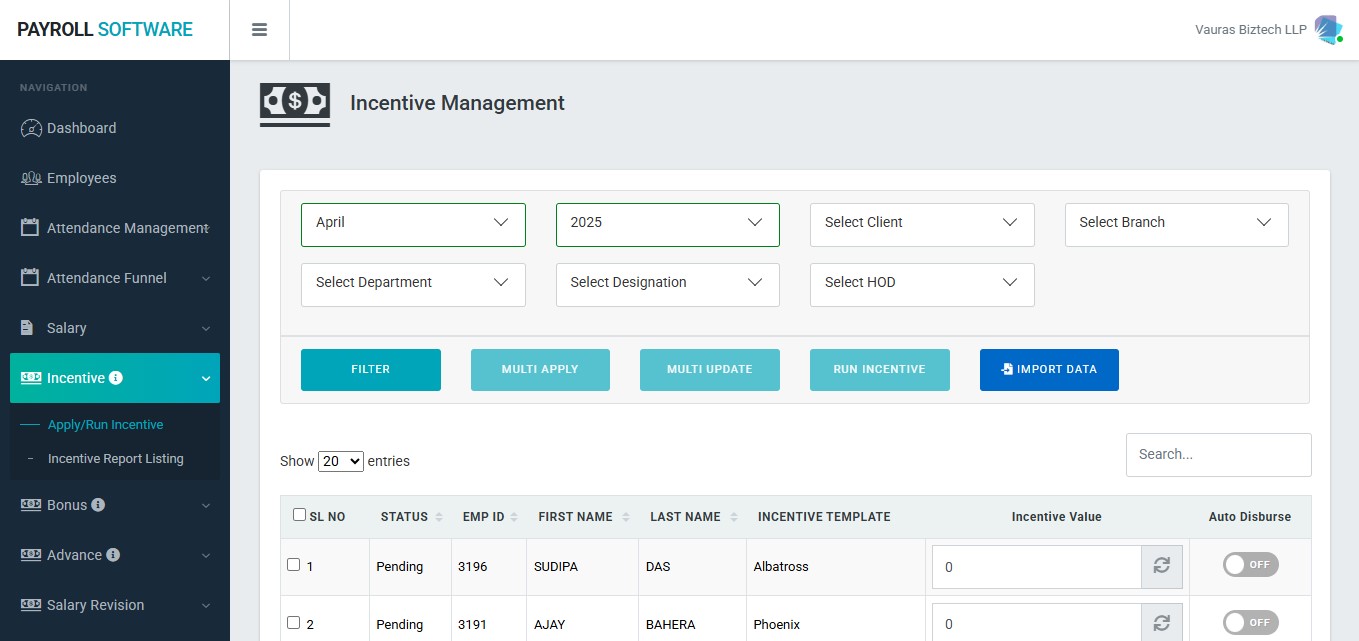 PAYROLL SOFTWARE
Vauras Biztech LLP
NAVIGATION
Dashboard
Employees
Attendance Management
Attendance Funnel
Salary
Incentive
Apply/Run Incentive
Incentive Report Listing
Bonus
Advance
Salary Revision
Incentive Management
April 2025 Select Client Select Branch
Select Department Select Designation Select HOD
FILTER MULTI APPLY MULTI UPDATE RUN INCENTIVE IMPORT DATA
Show 20 entries Search...
SL NO STATUS EMP ID FIRST NAME LAST NAME INCENTIVE TEMPLATE Incentive Value Auto Disburse
1 Pending 3196 SUDIPA DAS Albatross 0 OFF
2 Pending 3191 AJAY BAHERA Phoenix 0 OFF